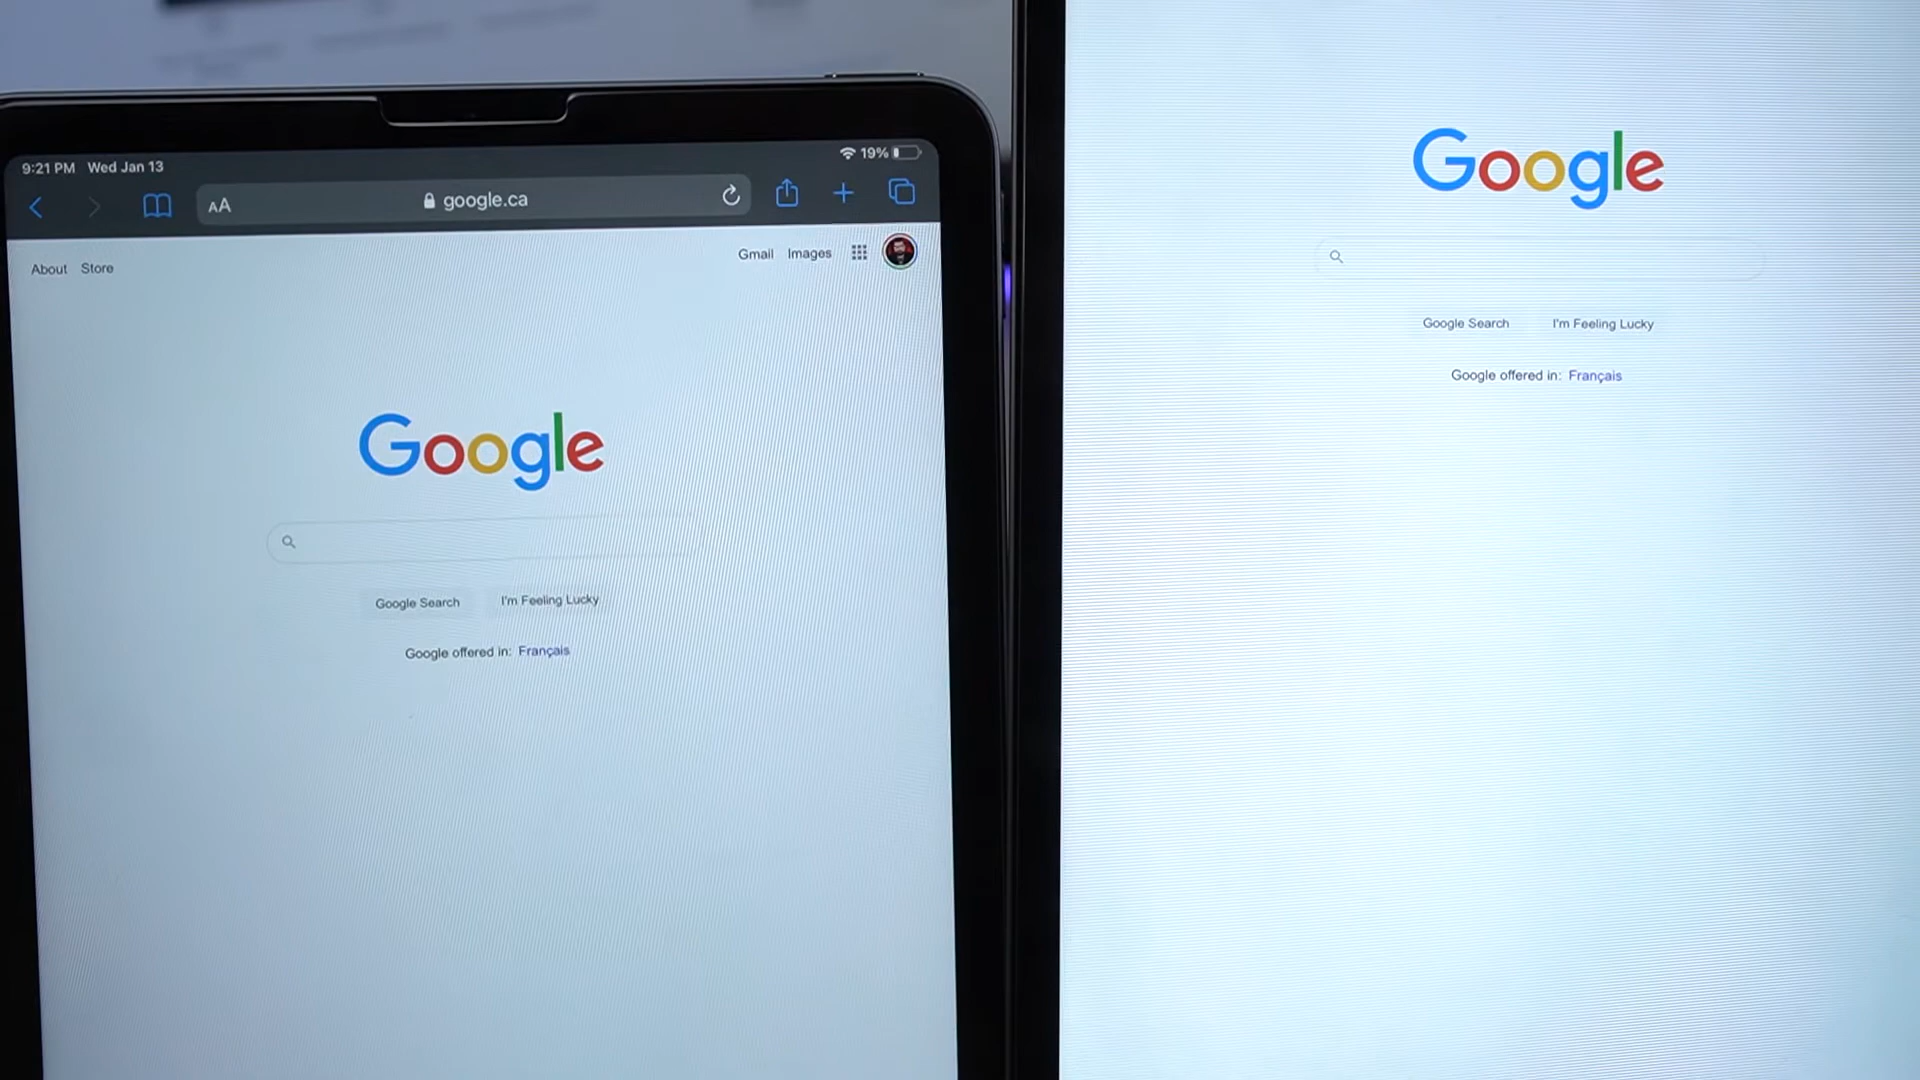 9:21 PM Wed Jan 13
19%
AA google.ca
About Store
Gmail Images
Google
Google Search I'm Feeling Lucky
Google offered in: Français
Google
Google Search I'm Feeling Lucky
Google offered in: Français